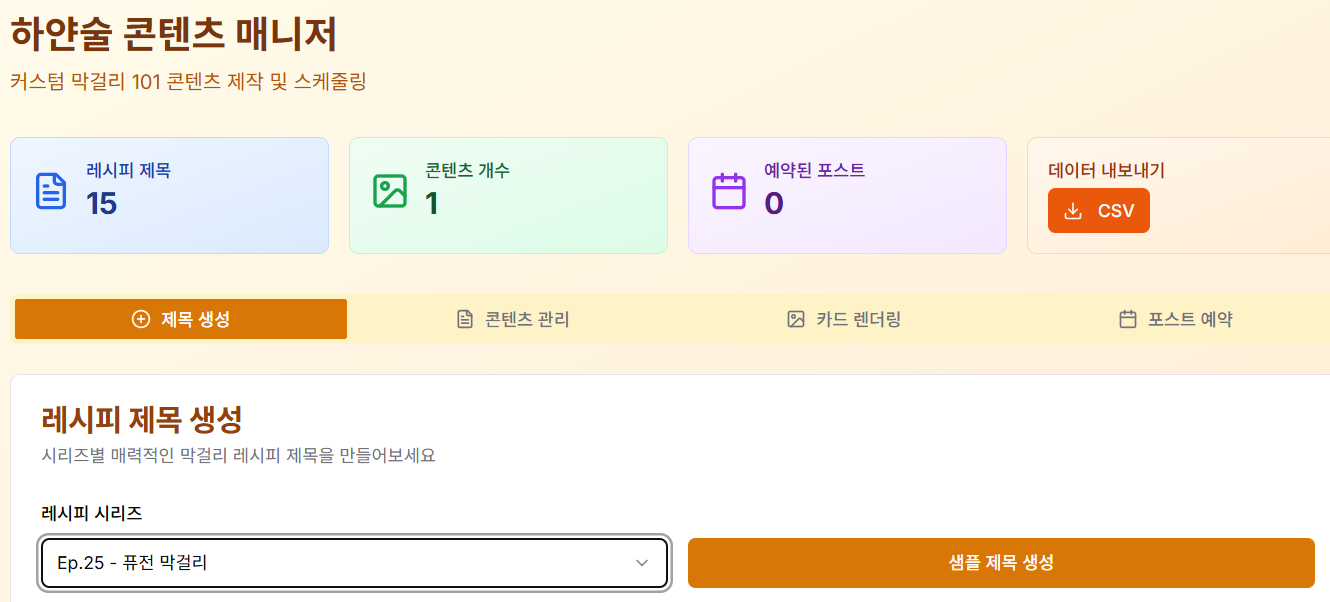 하얀술 콘텐츠 매니저
커스텀 막걸리 101 콘텐츠 제작 및 스케줄링
레시피 제목
15
콘텐츠 개수
1
예약된 포스트
0
데이터 내보내기
CSV
제목 생성
콘텐츠 관리
카드 렌더링
포스트 예약
레시피 제목 생성
시리즈별 매력적인 막걸리 레시피 제목을 만들어보세요
레시피 시리즈
Ep.25 - 퓨전 막걸리
샘플 제목 생성